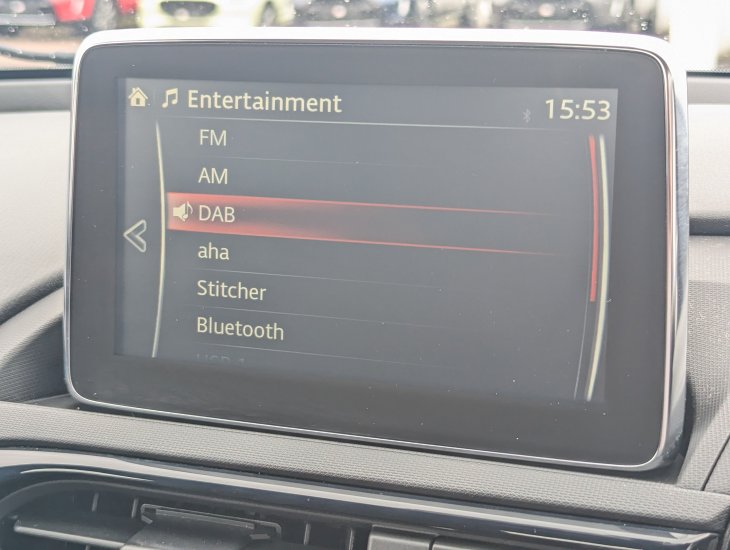 Entertainment 15:53
FM
AM
DAB
aha
Stitcher
Bluetooth